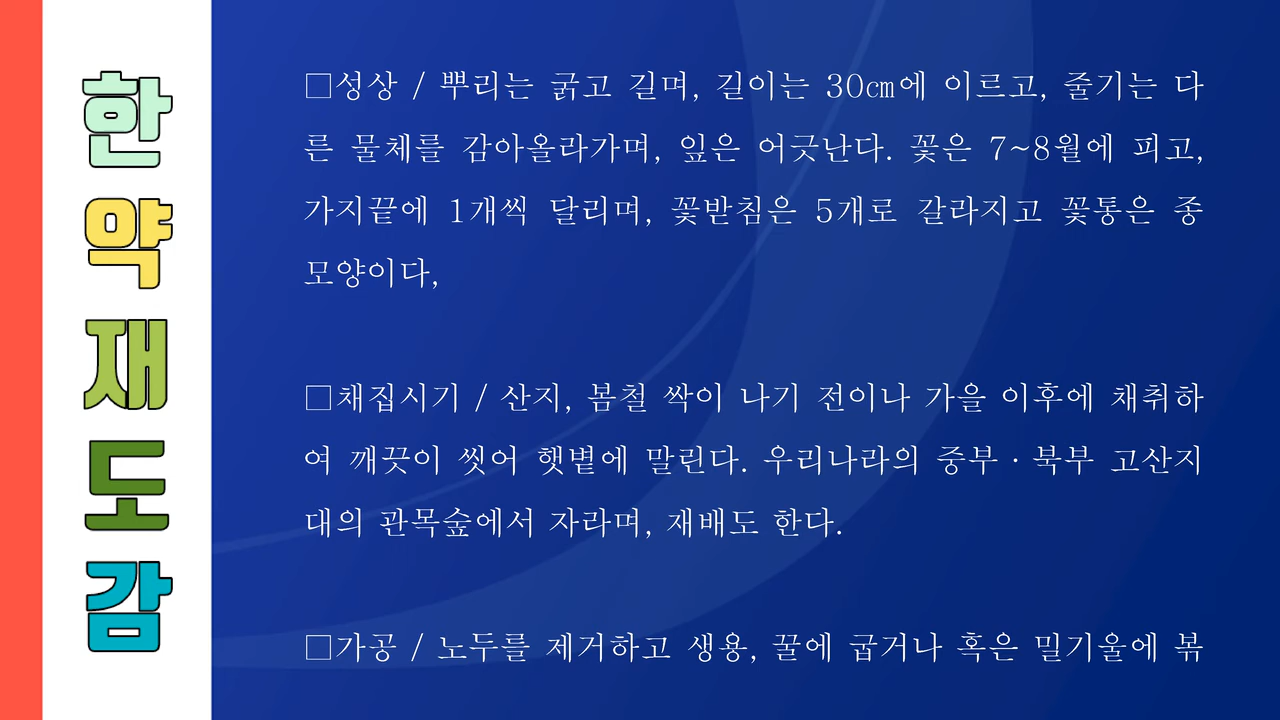 한약재도감
□성상 / 뿌리는 굵고 길며, 길이는 30㎝에 이르고, 줄기는 다
른 물체를 감아올라가며, 잎은 어긋난다. 꽃은 7~8월에 피고,
가지끝에 1개씩 달리며, 꽃받침은 5개로 갈라지고 꽃통은 종
모양이다,
□채집시기 / 산지, 봄철 싹이 나기 전이나 가을 이후에 채취하
여 깨끗이 씻어 햇볕에 말린다. 우리나라의 중부 · 북부 고산지
대의 관목숲에서 자라며, 재배도 한다.
□가공 / 노두를 제거하고 생용, 꿀에 굽거나 혹은 밀기울에 볶